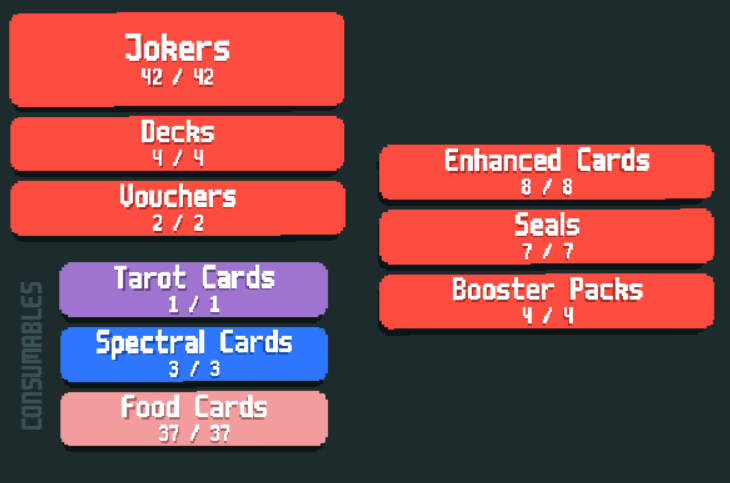 Jokers
42 / 42
Decks
4 / 4
Vouchers
2 / 2
CONSUMABLES
Tarot Cards
1 / 1
Spectral Cards
3 / 3
Food Cards
37 / 37
Enhanced Cards
8 / 8
Seals
7 / 7
Booster Packs
4 / 4